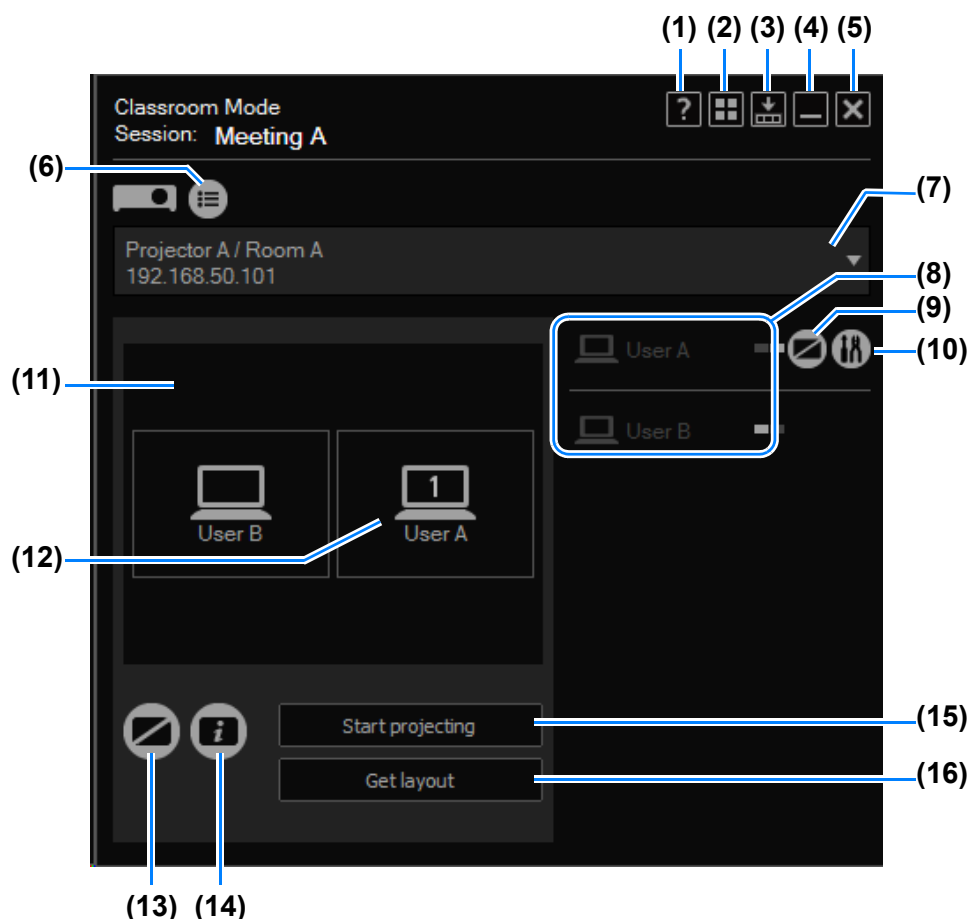 (1) (2) (3) (4) (5)
?
Classroom Mode
Session: Meeting A
(6)
(7)
Projector A / Room A
192.168.50.101
(8)
(9)
User A
(10)
(11)
User B
1
User B
User A
(12)
i
Start projecting
(15)
Get layout
(16)
(13) (14)